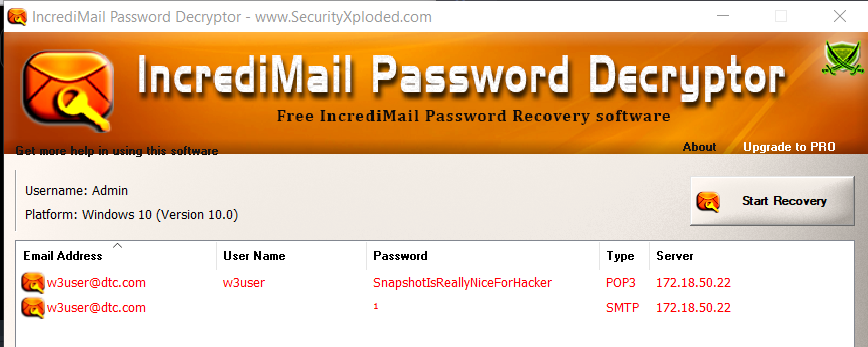 IncrediMail Password Decryptor - www.SecurityXploded.com
IncrediMail Password Decryptor
Free IncrediMail Password Recovery software
Get more help in using this software
About Upgrade to PRO
Username: Admin
Platform: Windows 10 (Version 10.0)
Start Recovery
Email Address User Name Password Type Server
w3user@dtc.com w3user SnapshotIsReallyNiceForHacker POP3 172.18.50.22
w3user@dtc.com ¹ SMTP 172.18.50.22